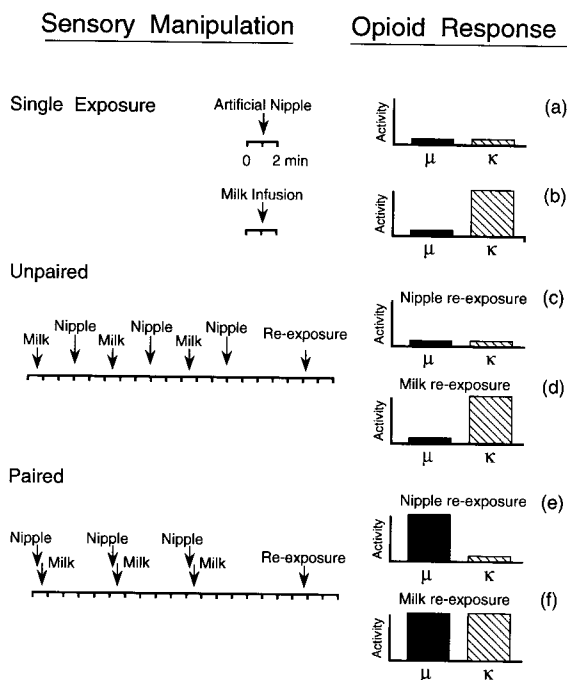 Sensory Manipulation
Opioid Response
Single Exposure
Artificial Nipple
0 2 min
Activity
μ κ
(a)
Milk Infusion
Activity
μ κ
(b)
Unpaired
Milk Nipple Milk Nipple Milk Nipple Re-exposure
Nipple re-exposure
Activity
μ κ
(c)
Milk re-exposure
Activity
μ κ
(d)
Paired
Nipple Nipple Nipple
Milk Milk Milk Re-exposure
Nipple re-exposure
Activity
μ κ
(e)
Milk re-exposure
Activity
μ κ
(f)